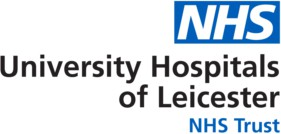 NHS
University Hospitals
of Leicester
NHS Trust